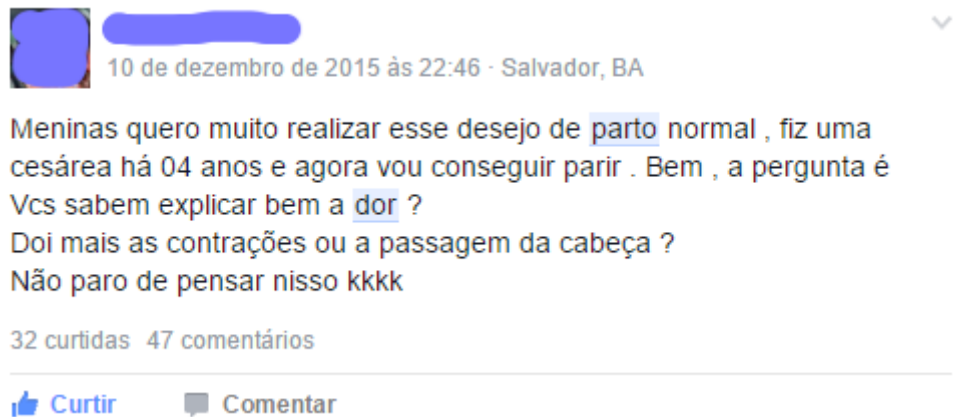 10 de dezembro de 2015 às 22:46 · Salvador, BA
Meninas quero muito realizar esse desejo de parto normal , fiz uma
cesárea há 04 anos e agora vou conseguir parir . Bem , a pergunta é
Vcs sabem explicar bem a dor ?
Doi mais as contrações ou a passagem da cabeça ?
Não paro de pensar nisso kkkk
32 curtidas 47 comentários
Curtir Comentar